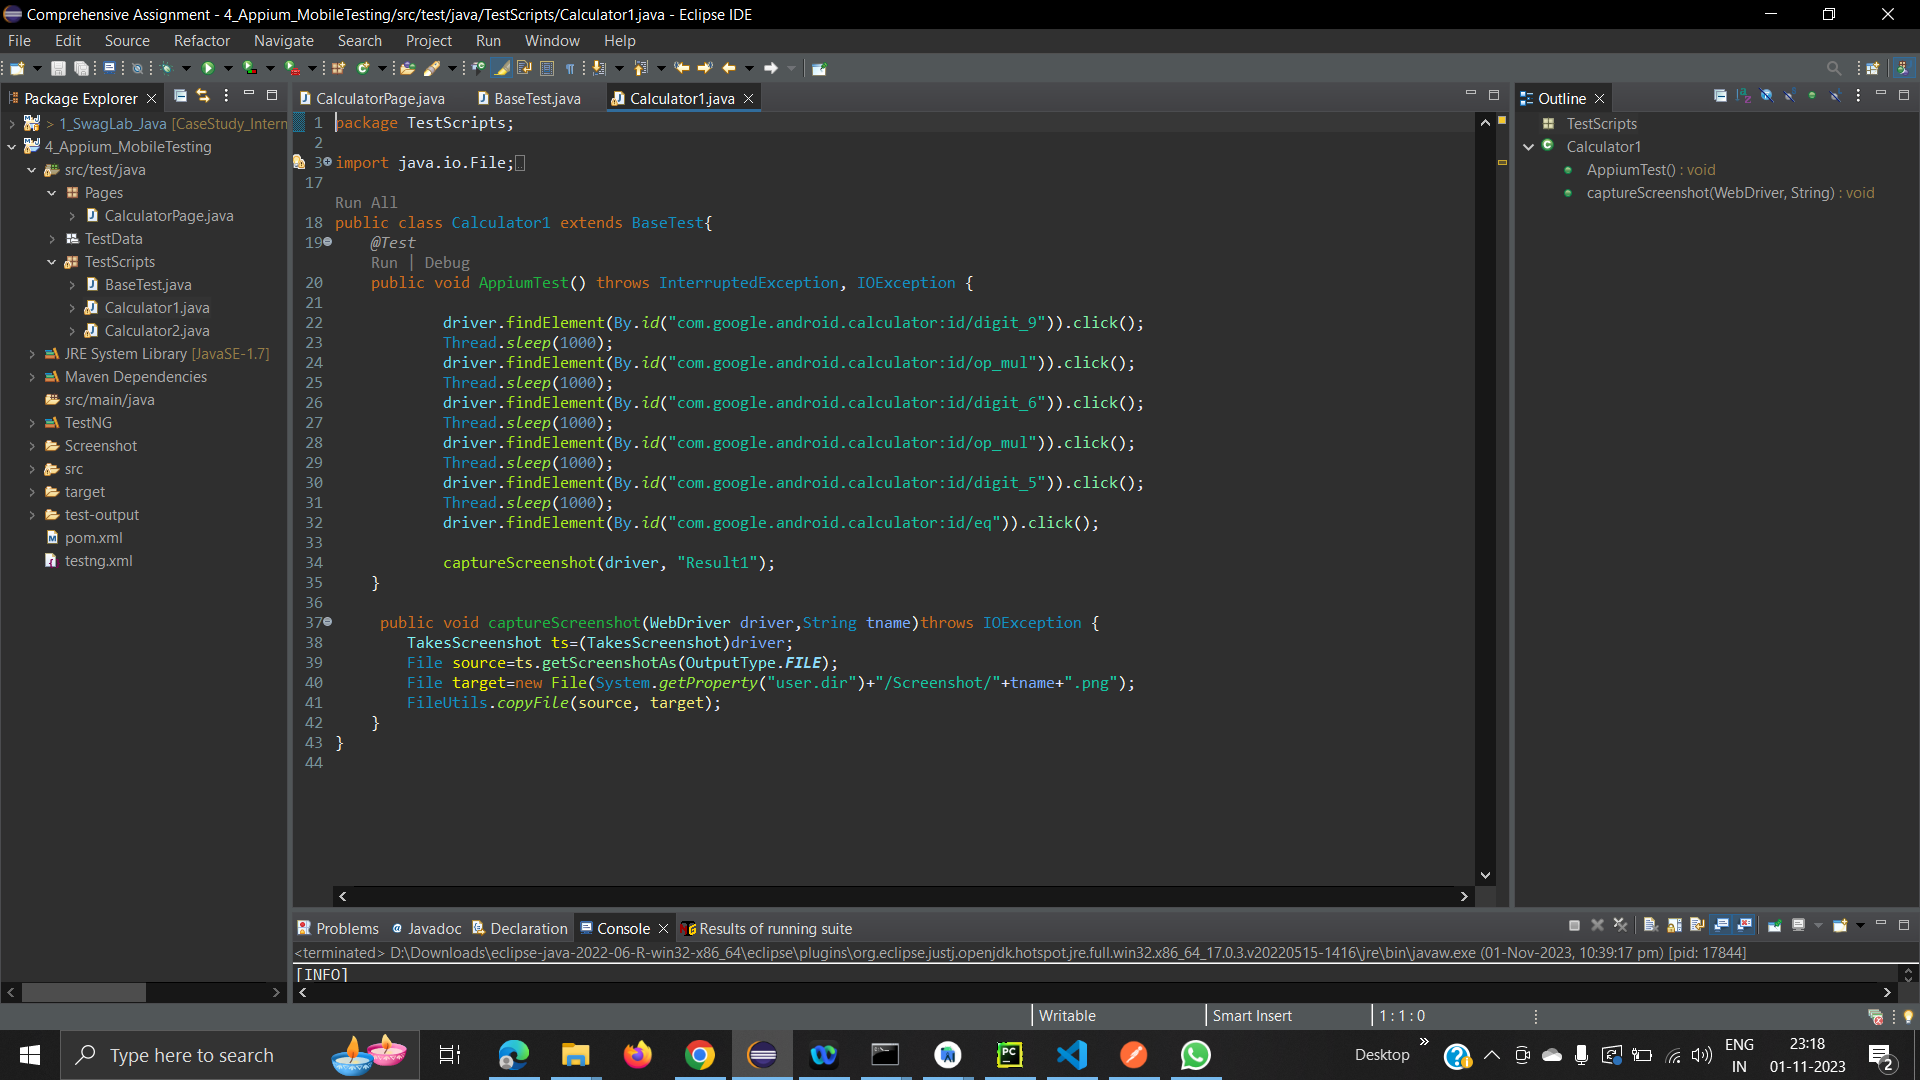 Comprehensive Assignment - 4_Appium_MobileTesting/src/test/java/TestScripts/Calculator1.java - Eclipse IDE
File Edit Source Refactor Navigate Search Project Run Window Help
Package Explorer
> 1_SwagLab_Java [CaseStudy_Intern
4_Appium_MobileTesting
src/test/java
Pages
CalculatorPage.java
TestData
TestScripts
BaseTest.java
Calculator1.java
Calculator2.java
JRE System Library [JavaSE-1.7]
Maven Dependencies
src/main/java
TestNG
Screenshot
src
target
test-output
pom.xml
testng.xml
CalculatorPage.java BaseTest.java Calculator1.java
1 package TestScripts;
2
3 import java.io.File;
17
Run All
18 public class Calculator1 extends BaseTest{
19 @Test
Run | Debug
20 public void AppiumTest() throws InterruptedException, IOException {
21
22 driver.findElement(By.id("com.google.android.calculator:id/digit_9")).click();
23 Thread.sleep(1000);
24 driver.findElement(By.id("com.google.android.calculator:id/op_mul")).click();
25 Thread.sleep(1000);
26 driver.findElement(By.id("com.google.android.calculator:id/digit_6")).click();
27 Thread.sleep(1000);
28 driver.findElement(By.id("com.google.android.calculator:id/op_mul")).click();
29 Thread.sleep(1000);
30 driver.findElement(By.id("com.google.android.calculator:id/digit_5")).click();
31 Thread.sleep(1000);
32 driver.findElement(By.id("com.google.android.calculator:id/eq")).click();
33
34 captureScreenshot(driver, "Result1");
35 }
36
37 public void captureScreenshot(WebDriver driver,String tname)throws IOException {
38 TakesScreenshot ts=(TakesScreenshot)driver;
39 File source=ts.getScreenshotAs(OutputType.FILE);
40 File target=new File(System.getProperty("user.dir")+"/Screenshot/"+tname+".png");
41 FileUtils.copyFile(source, target);
42 }
43 }
44
Outline
TestScripts
Calculator1
AppiumTest() : void
captureScreenshot(WebDriver, String) : void
Problems Javadoc Declaration Console Results of running suite
<terminated> D:\Downloads\eclipse-java-2022-06-R-win32-x86_64\eclipse\plugins\org.eclipse.justj.openjdk.hotspot.jre.full.win32.x86_64_17.0.3.v20220515-1416\jre\bin\javaw.exe (01-Nov-2023, 10:39:17 pm) [pid: 17844]
[INFO]
Writable Smart Insert 1 : 1 : 0
Type here to search
PC
Desktop
ENG
IN
23:18
01-11-2023
2